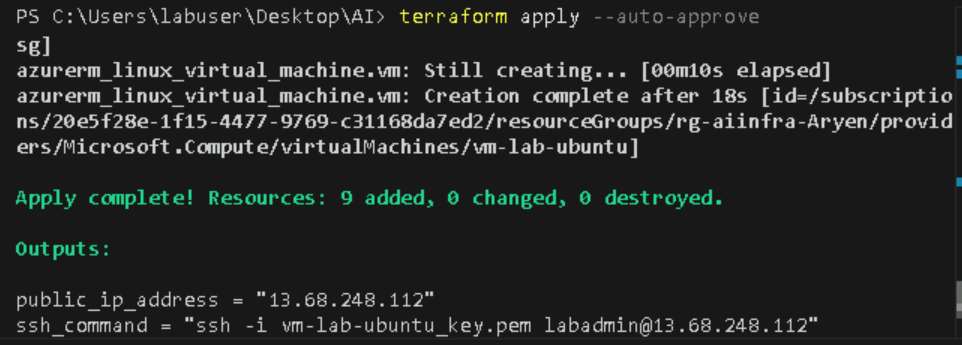 PS C:\Users\labuser\Desktop\AI> terraform apply --auto-approve
sg]
azurerm_linux_virtual_machine.vm: Still creating... [00m10s elapsed]
azurerm_linux_virtual_machine.vm: Creation complete after 18s [id=/subscriptio
ns/20e5f28e-1f15-4477-9769-c31168da7ed2/resourceGroups/rg-aiinfra-Aryen/provid
ers/Microsoft.Compute/virtualMachines/vm-lab-ubuntu]
Apply complete! Resources: 9 added, 0 changed, 0 destroyed.
Outputs:
public_ip_address = "13.68.248.112"
ssh_command = "ssh -i vm-lab-ubuntu_key.pem labadmin@13.68.248.112"